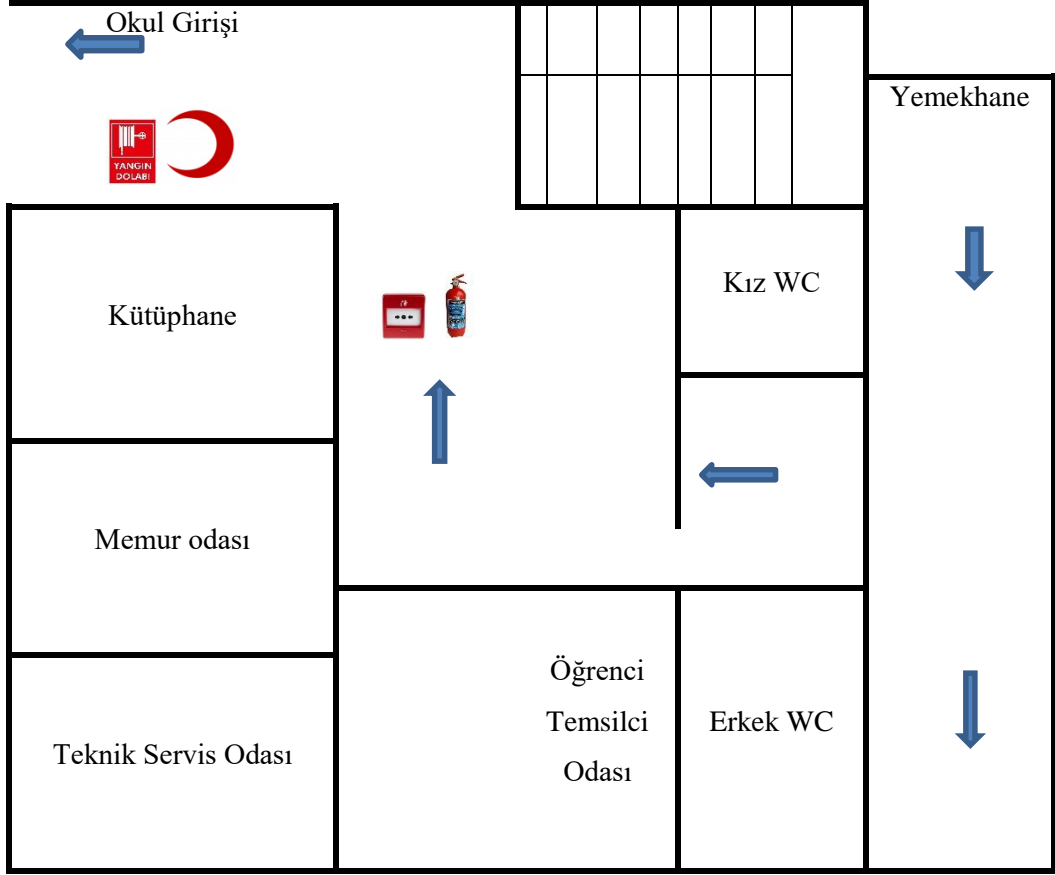 Okul Girişi
Yemekhane
YANGIN
DOLABI
Kız WC
Kütüphane
Memur odası
Öğrenci
Temsilci
Odası
Erkek WC
Teknik Servis Odası